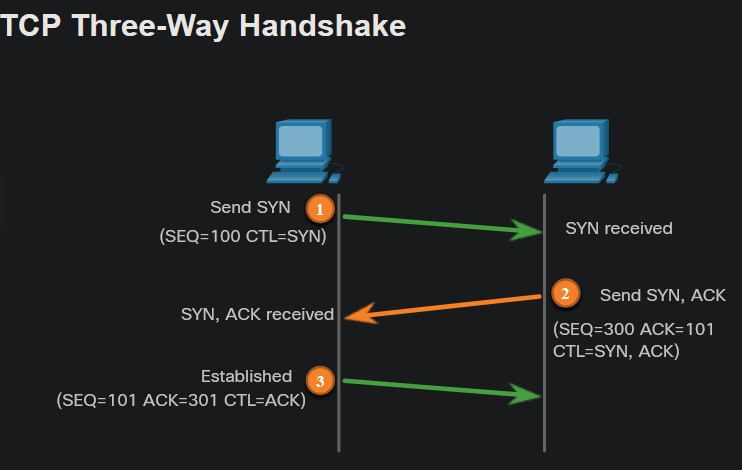 TCP Three-Way Handshake
Send SYN 1
(SEQ=100 CTL=SYN)
SYN received
2 Send SYN, ACK
SYN, ACK received
(SEQ=300 ACK=101
CTL=SYN, ACK)
Established 3
(SEQ=101 ACK=301 CTL=ACK)